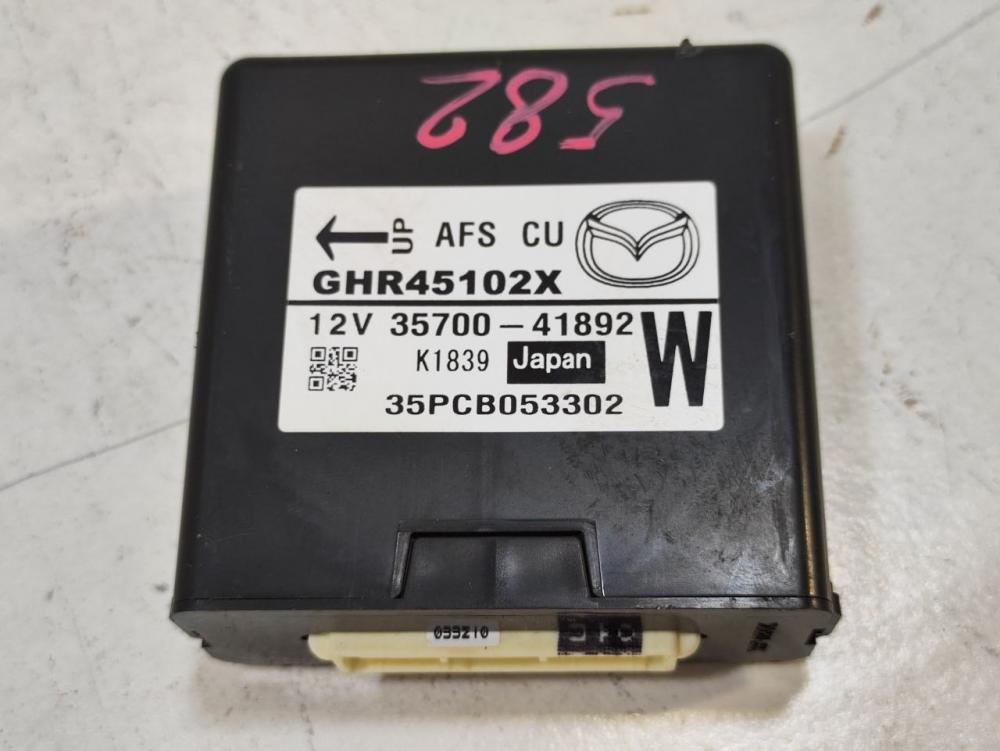 582
UP AFS CU
GHR45102X
12V 35700-41892 W
K1839 Japan
35PCB053302
033210